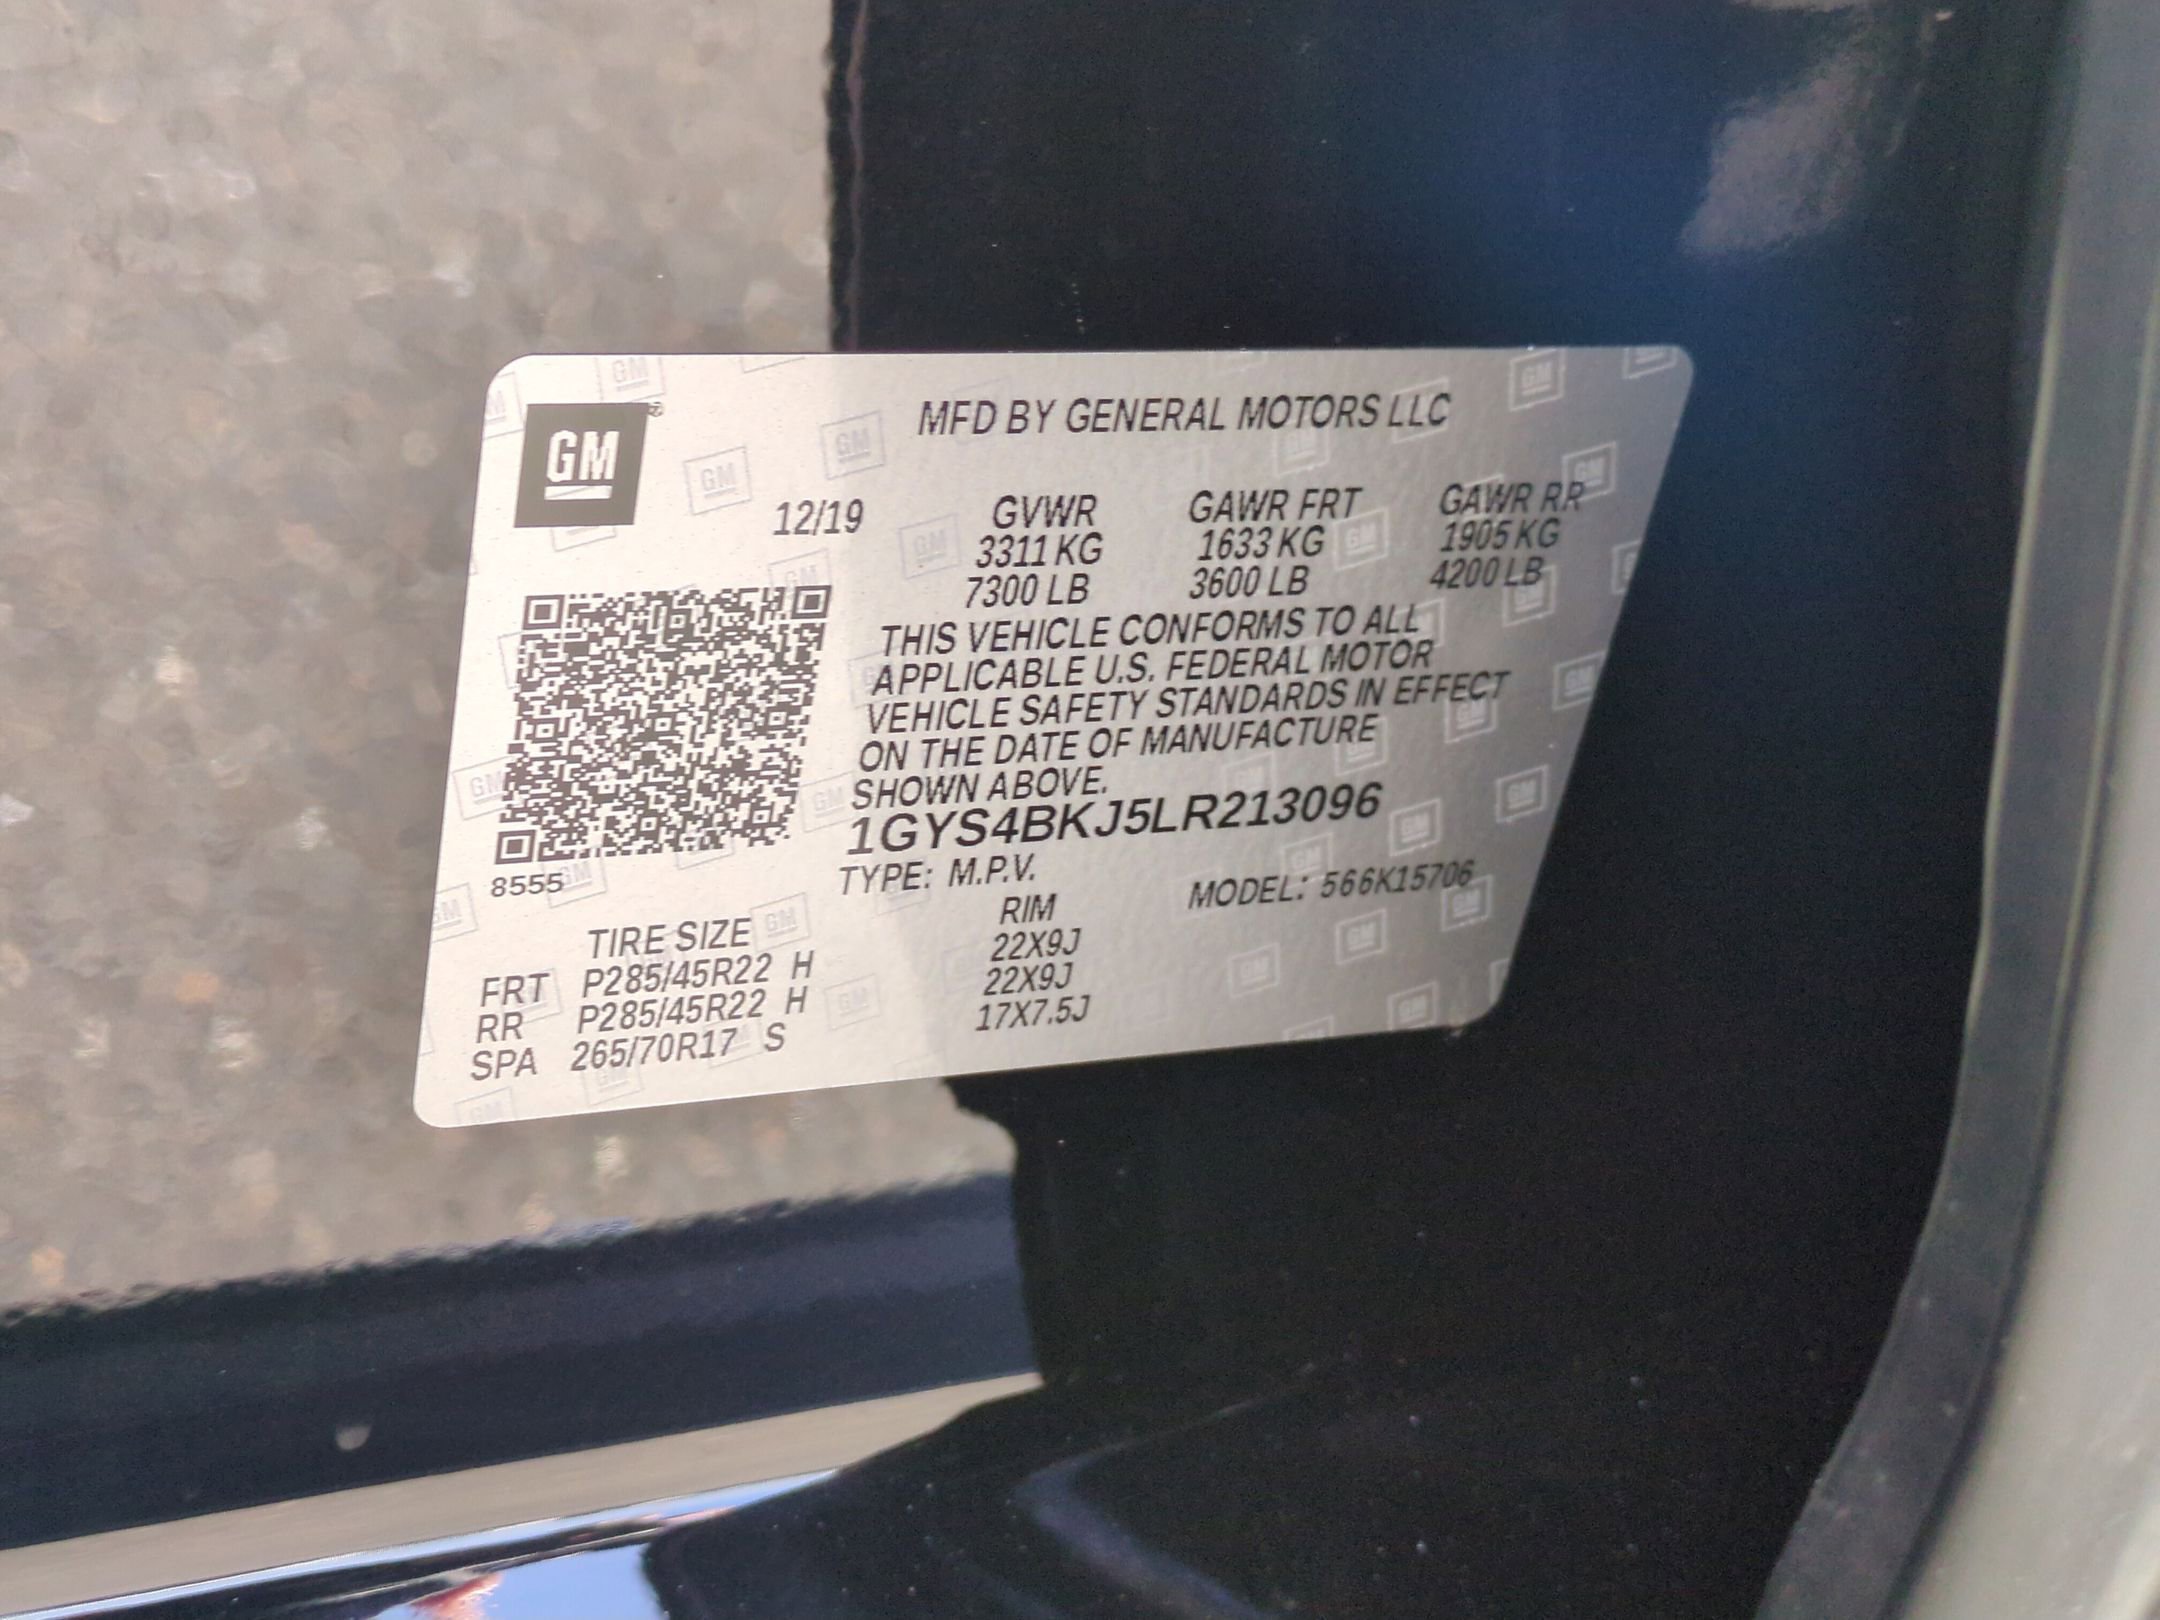 GM®
MFD BY GENERAL MOTORS LLC
12/19 GVWR GAWR FRT GAWR RR
3311 KG 1633 KG 1905 KG
7300 LB 3600 LB 4200 LB
THIS VEHICLE CONFORMS TO ALL
APPLICABLE U.S. FEDERAL MOTOR
VEHICLE SAFETY STANDARDS IN EFFECT
ON THE DATE OF MANUFACTURE
SHOWN ABOVE.
1GYS4BKJ5LR213096
8555
TYPE: M.P.V. MODEL: 566K15706
TIRE SIZE RIM
FRT P285/45R22 H 22X9J
RR P285/45R22 H 22X9J
SPA 265/70R17 S 17X7.5J